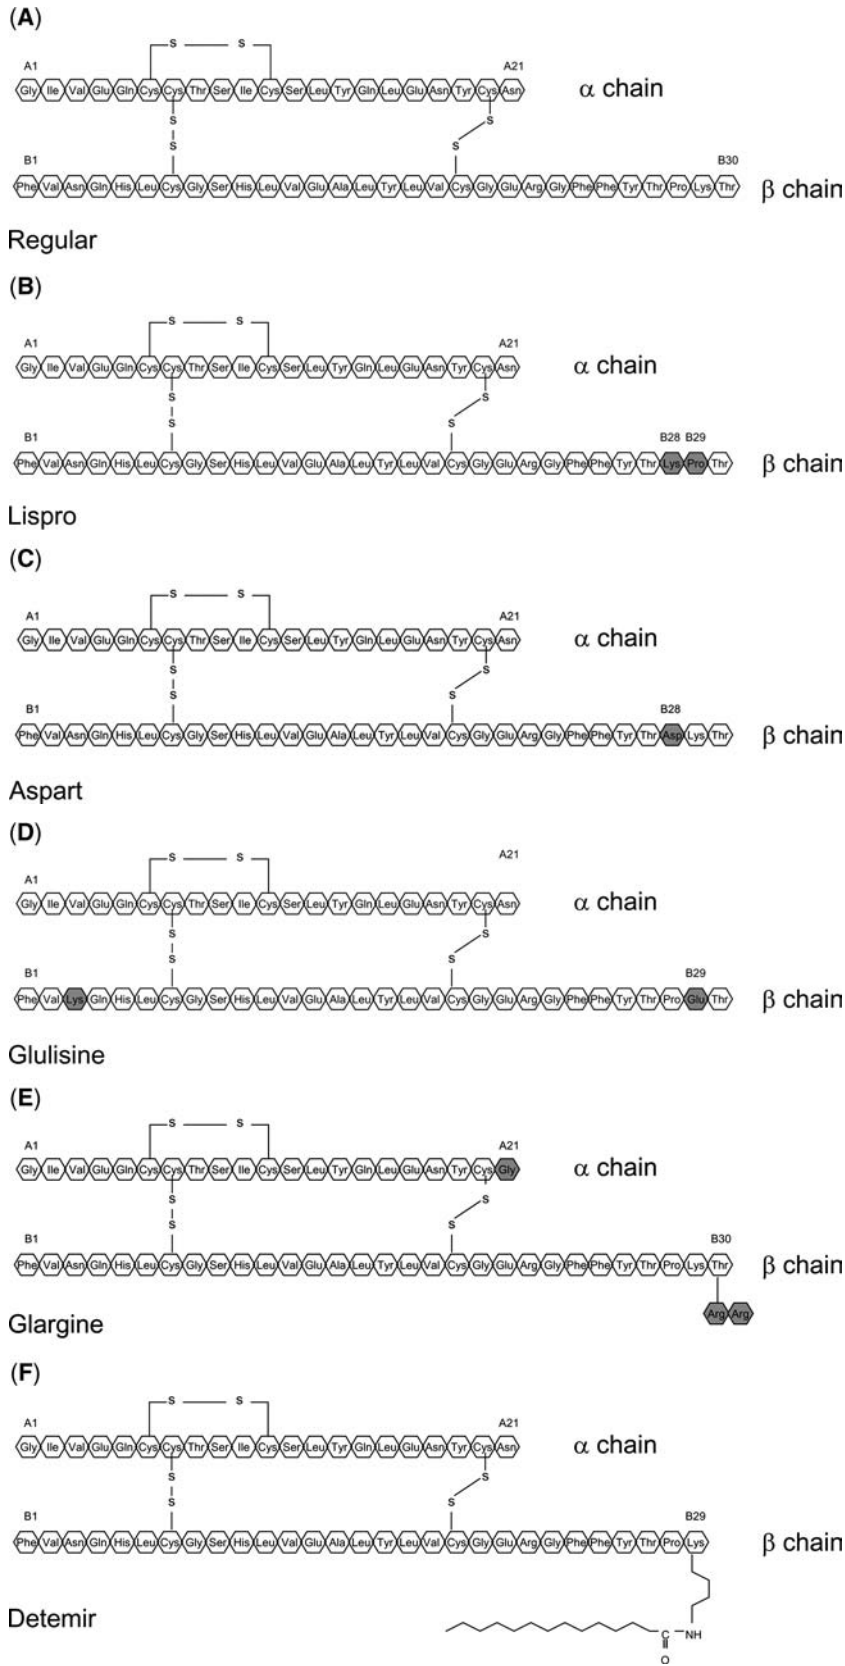 (A)
S S
A1 A21
Gly Ile Val Glu Gln Cys Cys Thr Ser Ile Cys Ser Leu Tyr Gln Leu Glu Asn Tyr Cys Asn α chain
S S
S S
B1 B30
Phe Val Asn Gln His Leu Cys Gly Ser His Leu Val Glu Ala Leu Tyr Leu Val Cys Gly Glu Arg Gly Phe Phe Tyr Thr Pro Lys Thr β chain
Regular
(B)
S S
A1 A21
Gly Ile Val Glu Gln Cys Cys Thr Ser Ile Cys Ser Leu Tyr Gln Leu Glu Asn Tyr Cys Asn α chain
S S
S S
B1 B28 B29
Phe Val Asn Gln His Leu Cys Gly Ser His Leu Val Glu Ala Leu Tyr Leu Val Cys Gly Glu Arg Gly Phe Phe Tyr Thr Lys Pro Thr β chain
Lispro
(C)
S S
A1 A21
Gly Ile Val Glu Gln Cys Cys Thr Ser Ile Cys Ser Leu Tyr Gln Leu Glu Asn Tyr Cys Asn α chain
S S
S S
B1 B28
Phe Val Asn Gln His Leu Cys Gly Ser His Leu Val Glu Ala Leu Tyr Leu Val Cys Gly Glu Arg Gly Phe Phe Tyr Thr Asp Lys Thr β chain
Aspart
(D)
S S A21
A1
Gly Ile Val Glu Gln Cys Cys Thr Ser Ile Cys Ser Leu Tyr Gln Leu Glu Asn Tyr Cys Asn α chain
S S
S S
B1 B29
Phe Val Lys Gln His Leu Cys Gly Ser His Leu Val Glu Ala Leu Tyr Leu Val Cys Gly Glu Arg Gly Phe Phe Tyr Thr Pro Glu Thr β chain
Glulisine
(E)
S S
A1 A21
Gly Ile Val Glu Gln Cys Cys Thr Ser Ile Cys Ser Leu Tyr Gln Leu Glu Asn Tyr Cys Gly α chain
S S
S S
B1 B30
Phe Val Asn Gln His Leu Cys Gly Ser His Leu Val Glu Ala Leu Tyr Leu Val Cys Gly Glu Arg Gly Phe Phe Tyr Thr Pro Lys Thr β chain
Arg Arg
Glargine
(F)
S S
A1 A21
Gly Ile Val Glu Gln Cys Cys Thr Ser Ile Cys Ser Leu Tyr Gln Leu Glu Asn Tyr Cys Asn α chain
S S
S S
B1 B29
Phe Val Asn Gln His Leu Cys Gly Ser His Leu Val Glu Ala Leu Tyr Leu Val Cys Gly Glu Arg Gly Phe Phe Tyr Thr Pro Lys β chain
Detemir
C NH
O